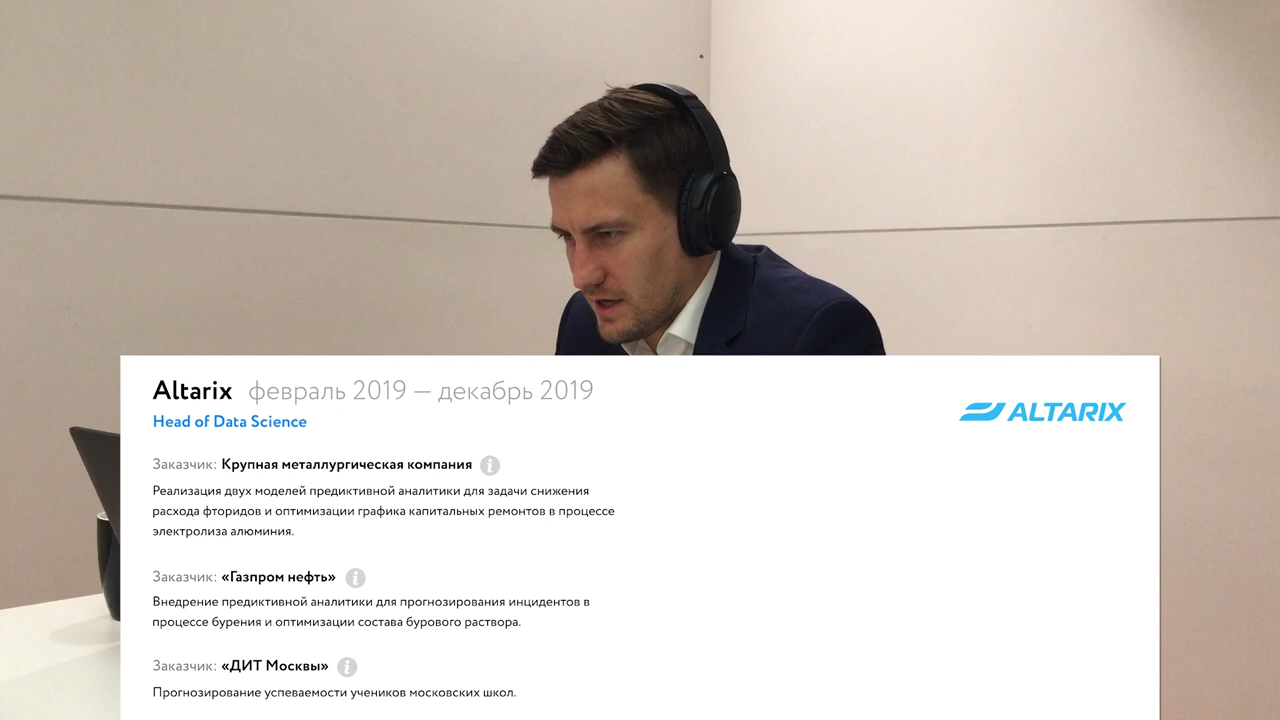 Altarix февраль 2019 — декабрь 2019
Head of Data Science
ALTARIX
Заказчик: Крупная металлургическая компания i
Реализация двух моделей предиктивной аналитики для задачи снижения
расхода фторидов и оптимизации графика капитальных ремонтов в процессе
электролиза алюминия.
Заказчик: «Газпром нефть» i
Внедрение предиктивной аналитики для прогнозирования инцидентов в
процессе бурения и оптимизации состава бурового раствора.
Заказчик: «ДИТ Москвы» i
Прогнозирование успеваемости учеников московских школ.